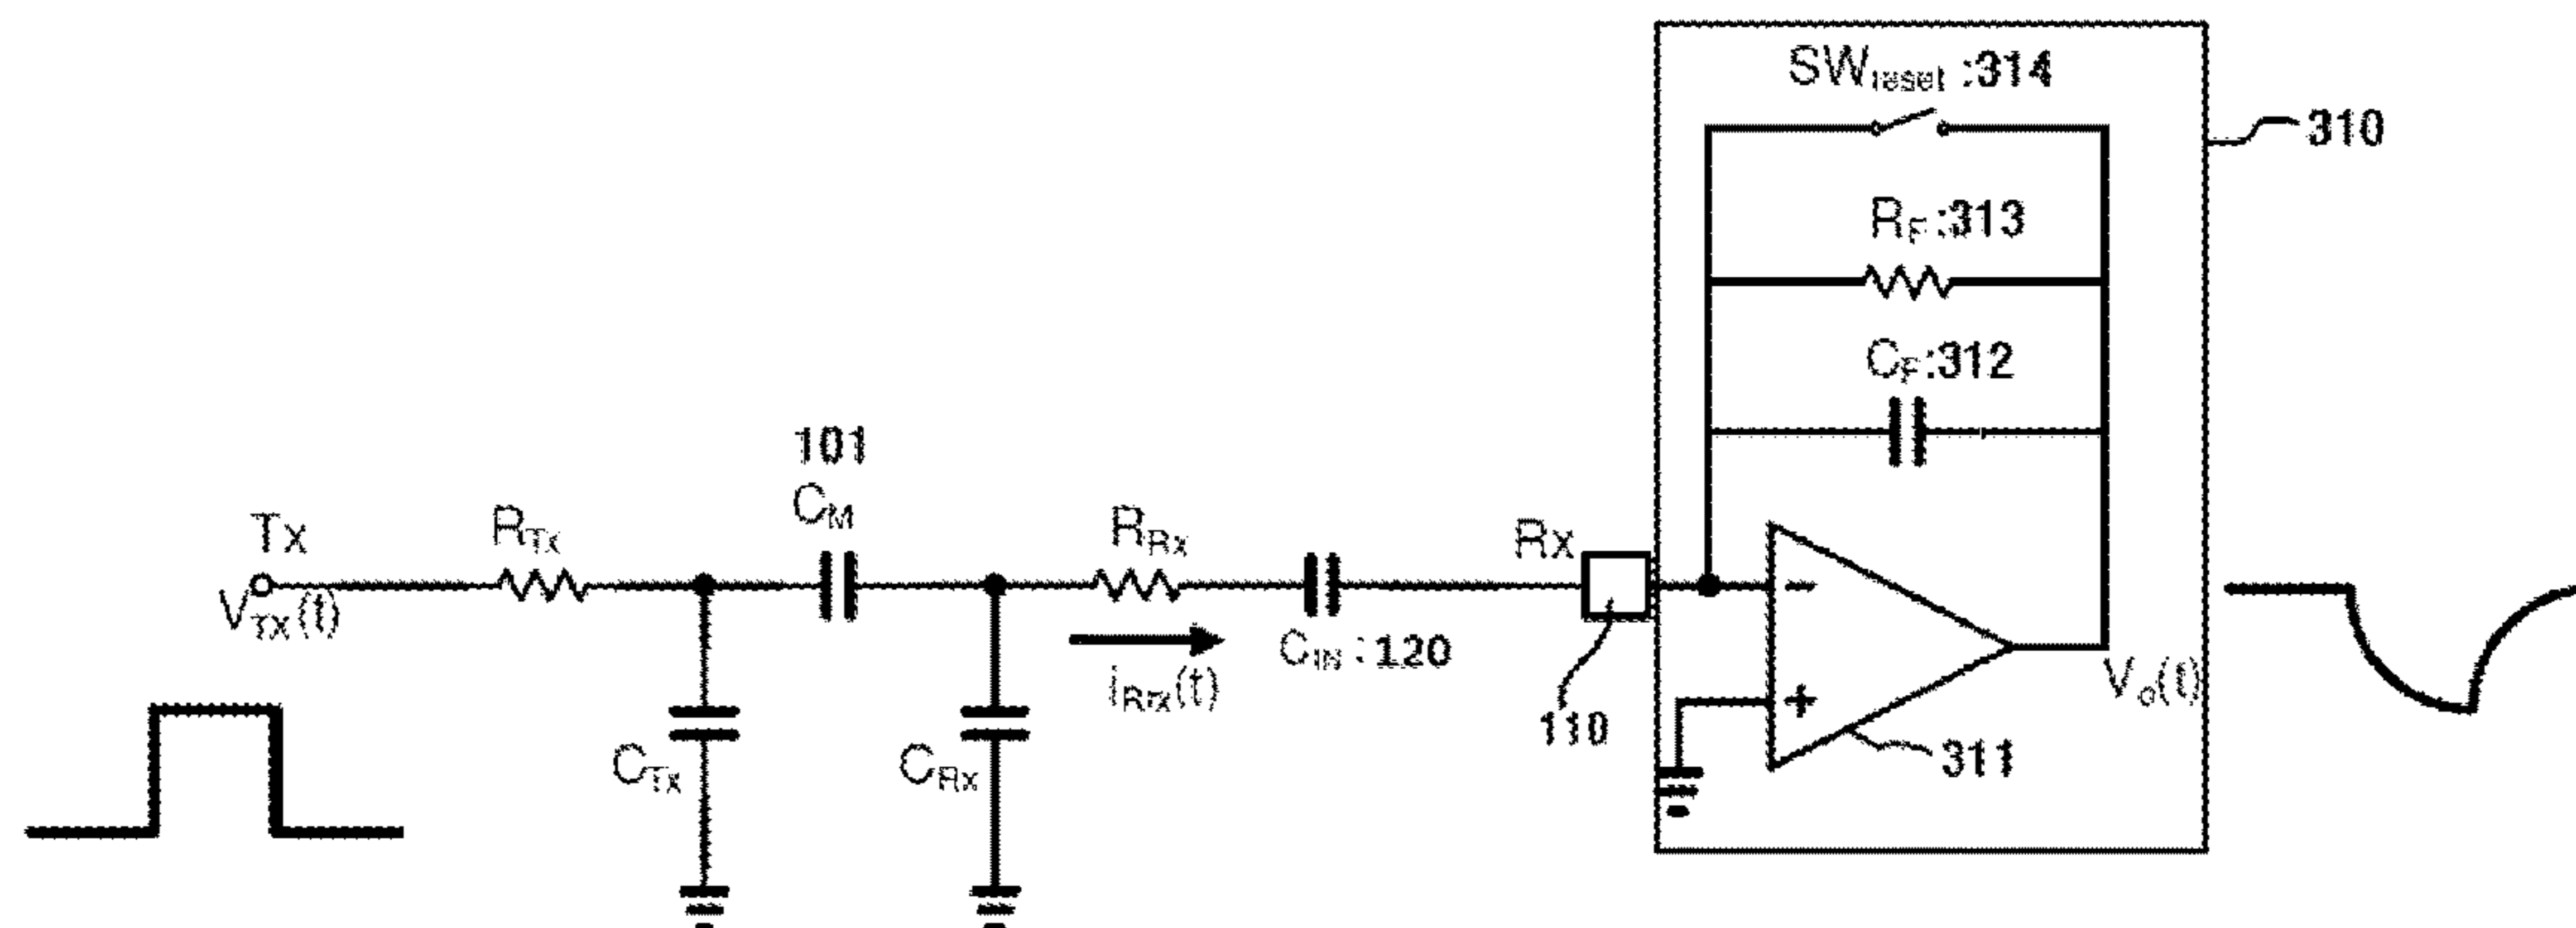 SWreset :314
310
RF:313
CF:312
101
CM
Tx
RTx
RRx
Rx
VTX(t)
CIN : 120
iRrx(t)
110
Vo(t)
CTx
CRx
311